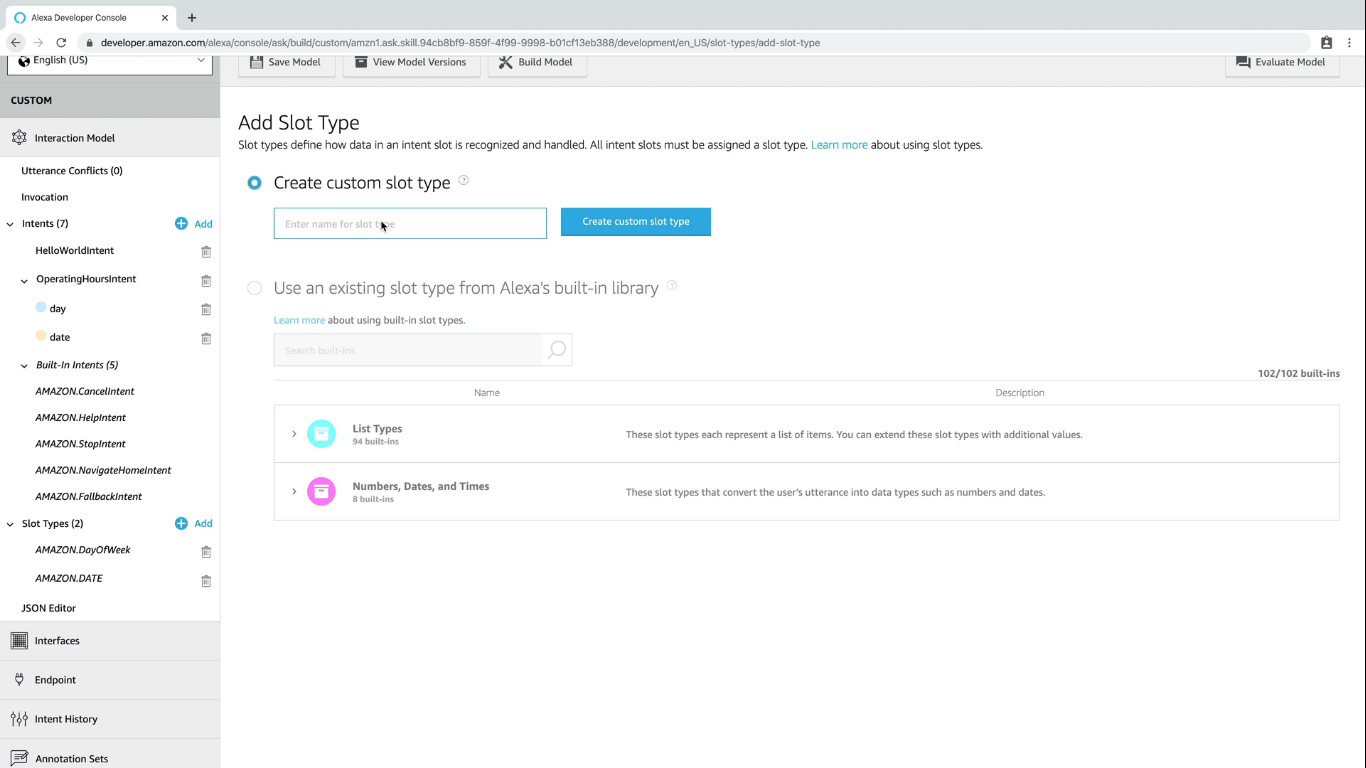 Alexa Developer Console
developer.amazon.com/alexa/console/ask/build/custom/amzn1.ask.skill.94cb8bf9-859f-4f99-9998-b01cf13eb388/development/en_US/slot-types/add-slot-type
English (US)
Save Model
View Model Versions
Build Model
Evaluate Model
CUSTOM
Interaction Model
Utterance Conflicts (0)
Invocation
Intents (7)
Add
HelloWorldIntent
OperatingHoursIntent
day
date
Built-In Intents (5)
AMAZON.CancelIntent
AMAZON.HelpIntent
AMAZON.StopIntent
AMAZON.NavigateHomeIntent
AMAZON.FallbackIntent
Slot Types (2)
Add
AMAZON.DayOfWeek
AMAZON.DATE
JSON Editor
Interfaces
Endpoint
Intent History
Annotation Sets
Add Slot Type
Slot types define how data in an intent slot is recognized and handled. All intent slots must be assigned a slot type. Learn more about using slot types.
Create custom slot type
Enter name for slot type
Create custom slot type
Use an existing slot type from Alexa's built-in library
Learn more about using built-in slot types.
Search built-ins
102/102 built-ins
Name
Description
List Types
94 built-ins
These slot types each represent a list of items. You can extend these slot types with additional values.
Numbers, Dates, and Times
8 built-ins
These slot types that convert the user's utterance into data types such as numbers and dates.